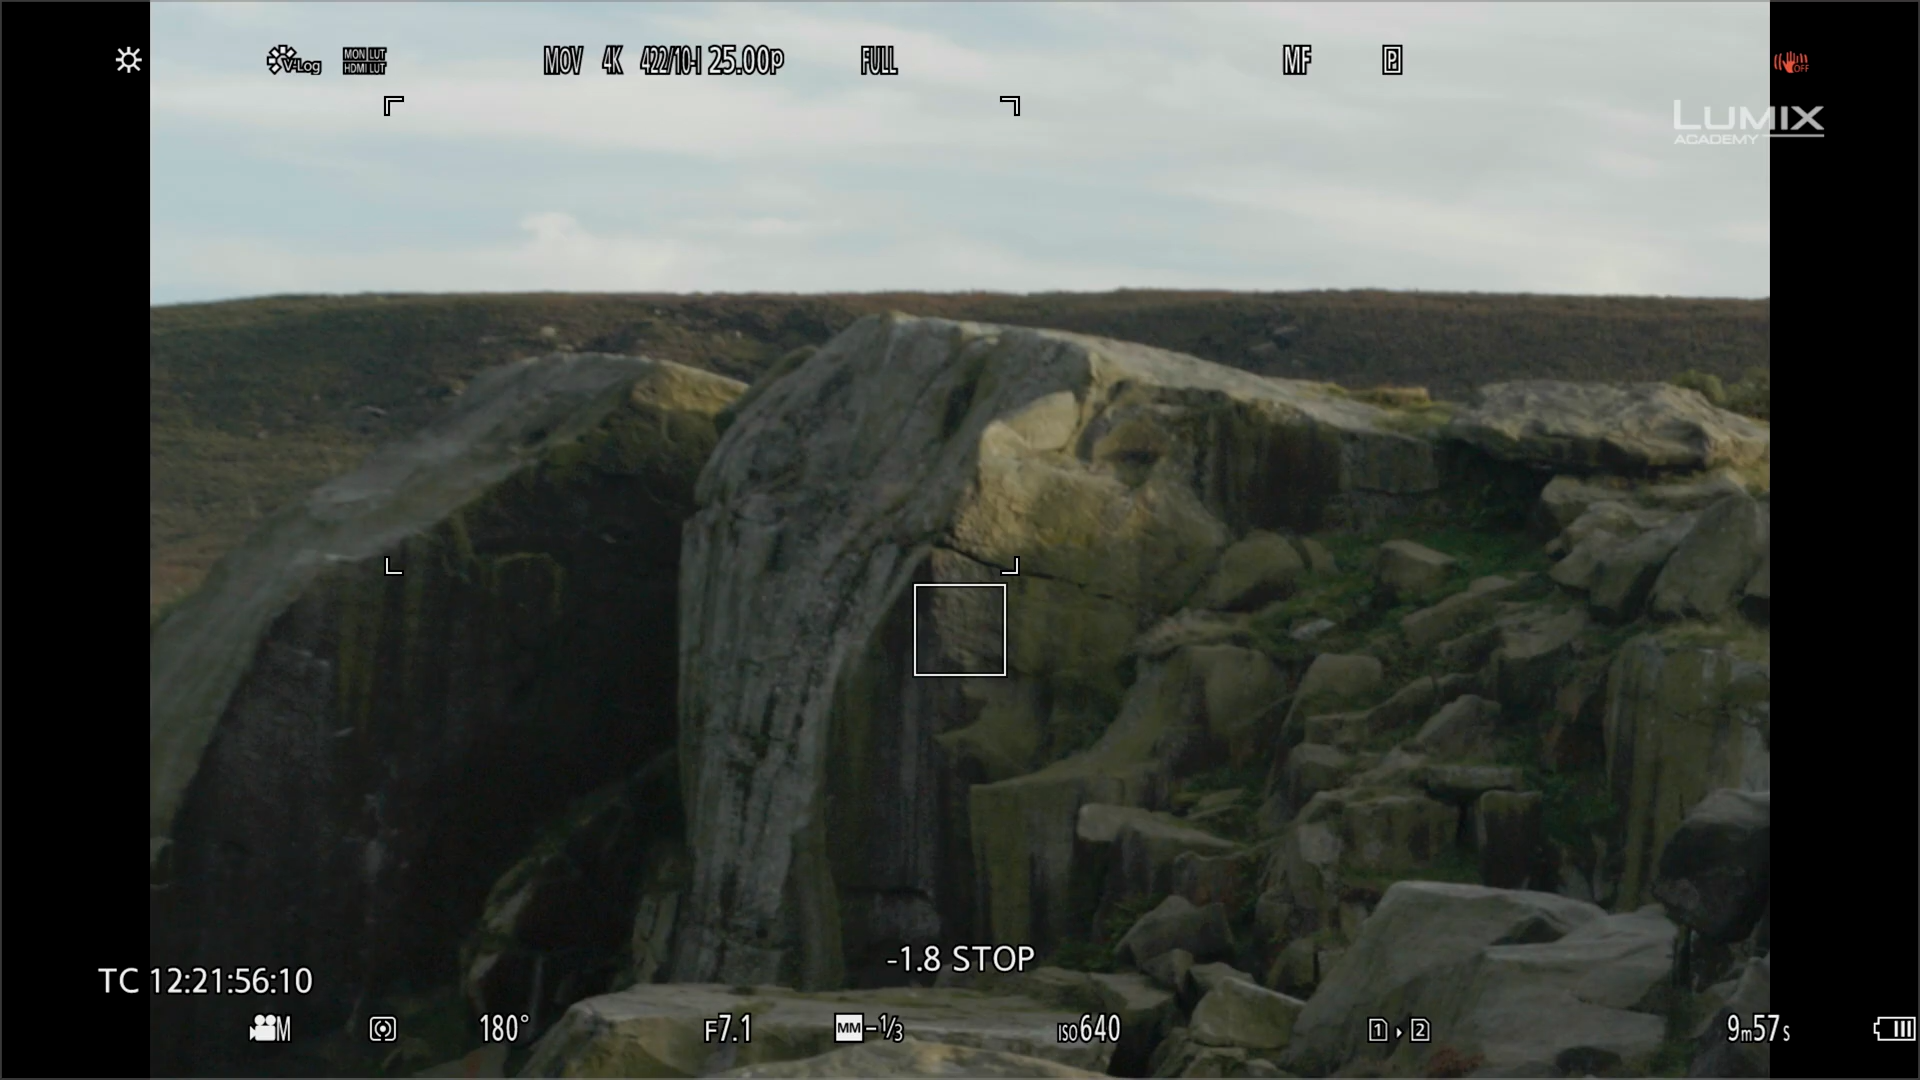 V-Log MON LUT MOV 4K 422/10-I 25.00p FULL MF P OFF
HDMI LUT
LUMIX
ACADEMY
-1.8 STOP
TC 12:21:56:10
M 180° F7.1 MM -1/3 ISO640 1 2 9m57s